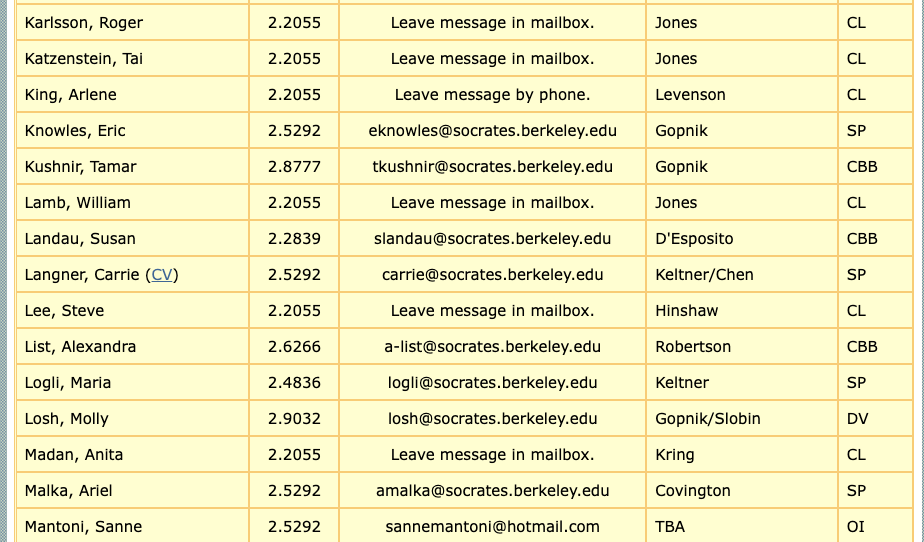 Karlsson, Roger 2.2055 Leave message in mailbox. Jones CL
Katzenstein, Tai 2.2055 Leave message in mailbox. Jones CL
King, Arlene 2.2055 Leave message by phone. Levenson CL
Knowles, Eric 2.5292 eknowles@socrates.berkeley.edu Gopnik SP
Kushnir, Tamar 2.8777 tkushnir@socrates.berkeley.edu Gopnik CBB
Lamb, William 2.2055 Leave message in mailbox. Jones CL
Landau, Susan 2.2839 slandau@socrates.berkeley.edu D'Esposito CBB
Langner, Carrie (CV) 2.5292 carrie@socrates.berkeley.edu Keltner/Chen SP
Lee, Steve 2.2055 Leave message in mailbox. Hinshaw CL
List, Alexandra 2.6266 a-list@socrates.berkeley.edu Robertson CBB
Logli, Maria 2.4836 logli@socrates.berkeley.edu Keltner SP
Losh, Molly 2.9032 losh@socrates.berkeley.edu Gopnik/Slobin DV
Madan, Anita 2.2055 Leave message in mailbox. Kring CL
Malka, Ariel 2.5292 amalka@socrates.berkeley.edu Covington SP
Mantoni, Sanne 2.5292 sannemantoni@hotmail.com TBA OI